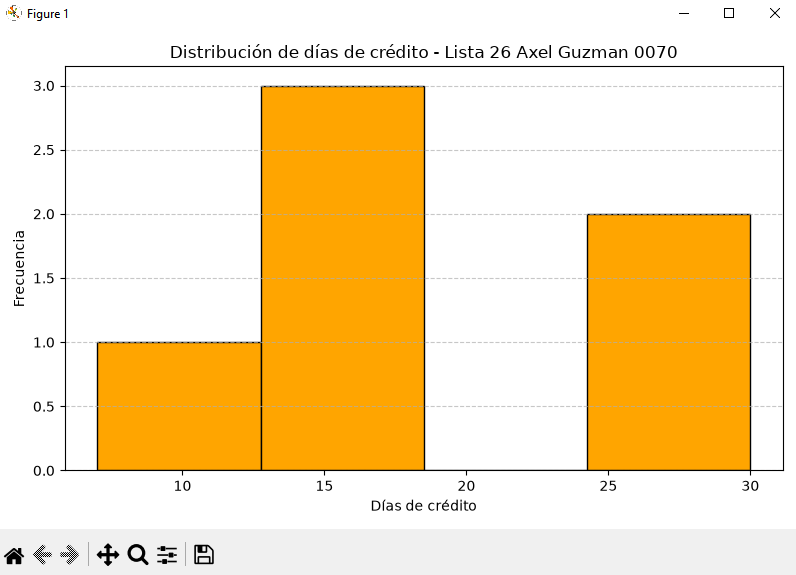 Figure 1
Distribución de días de crédito - Lista 26 Axel Guzman 0070
3.0
2.5
2.0
1.5
1.0
0.5
0.0
Frecuencia
10 15 20 25 30
Días de crédito